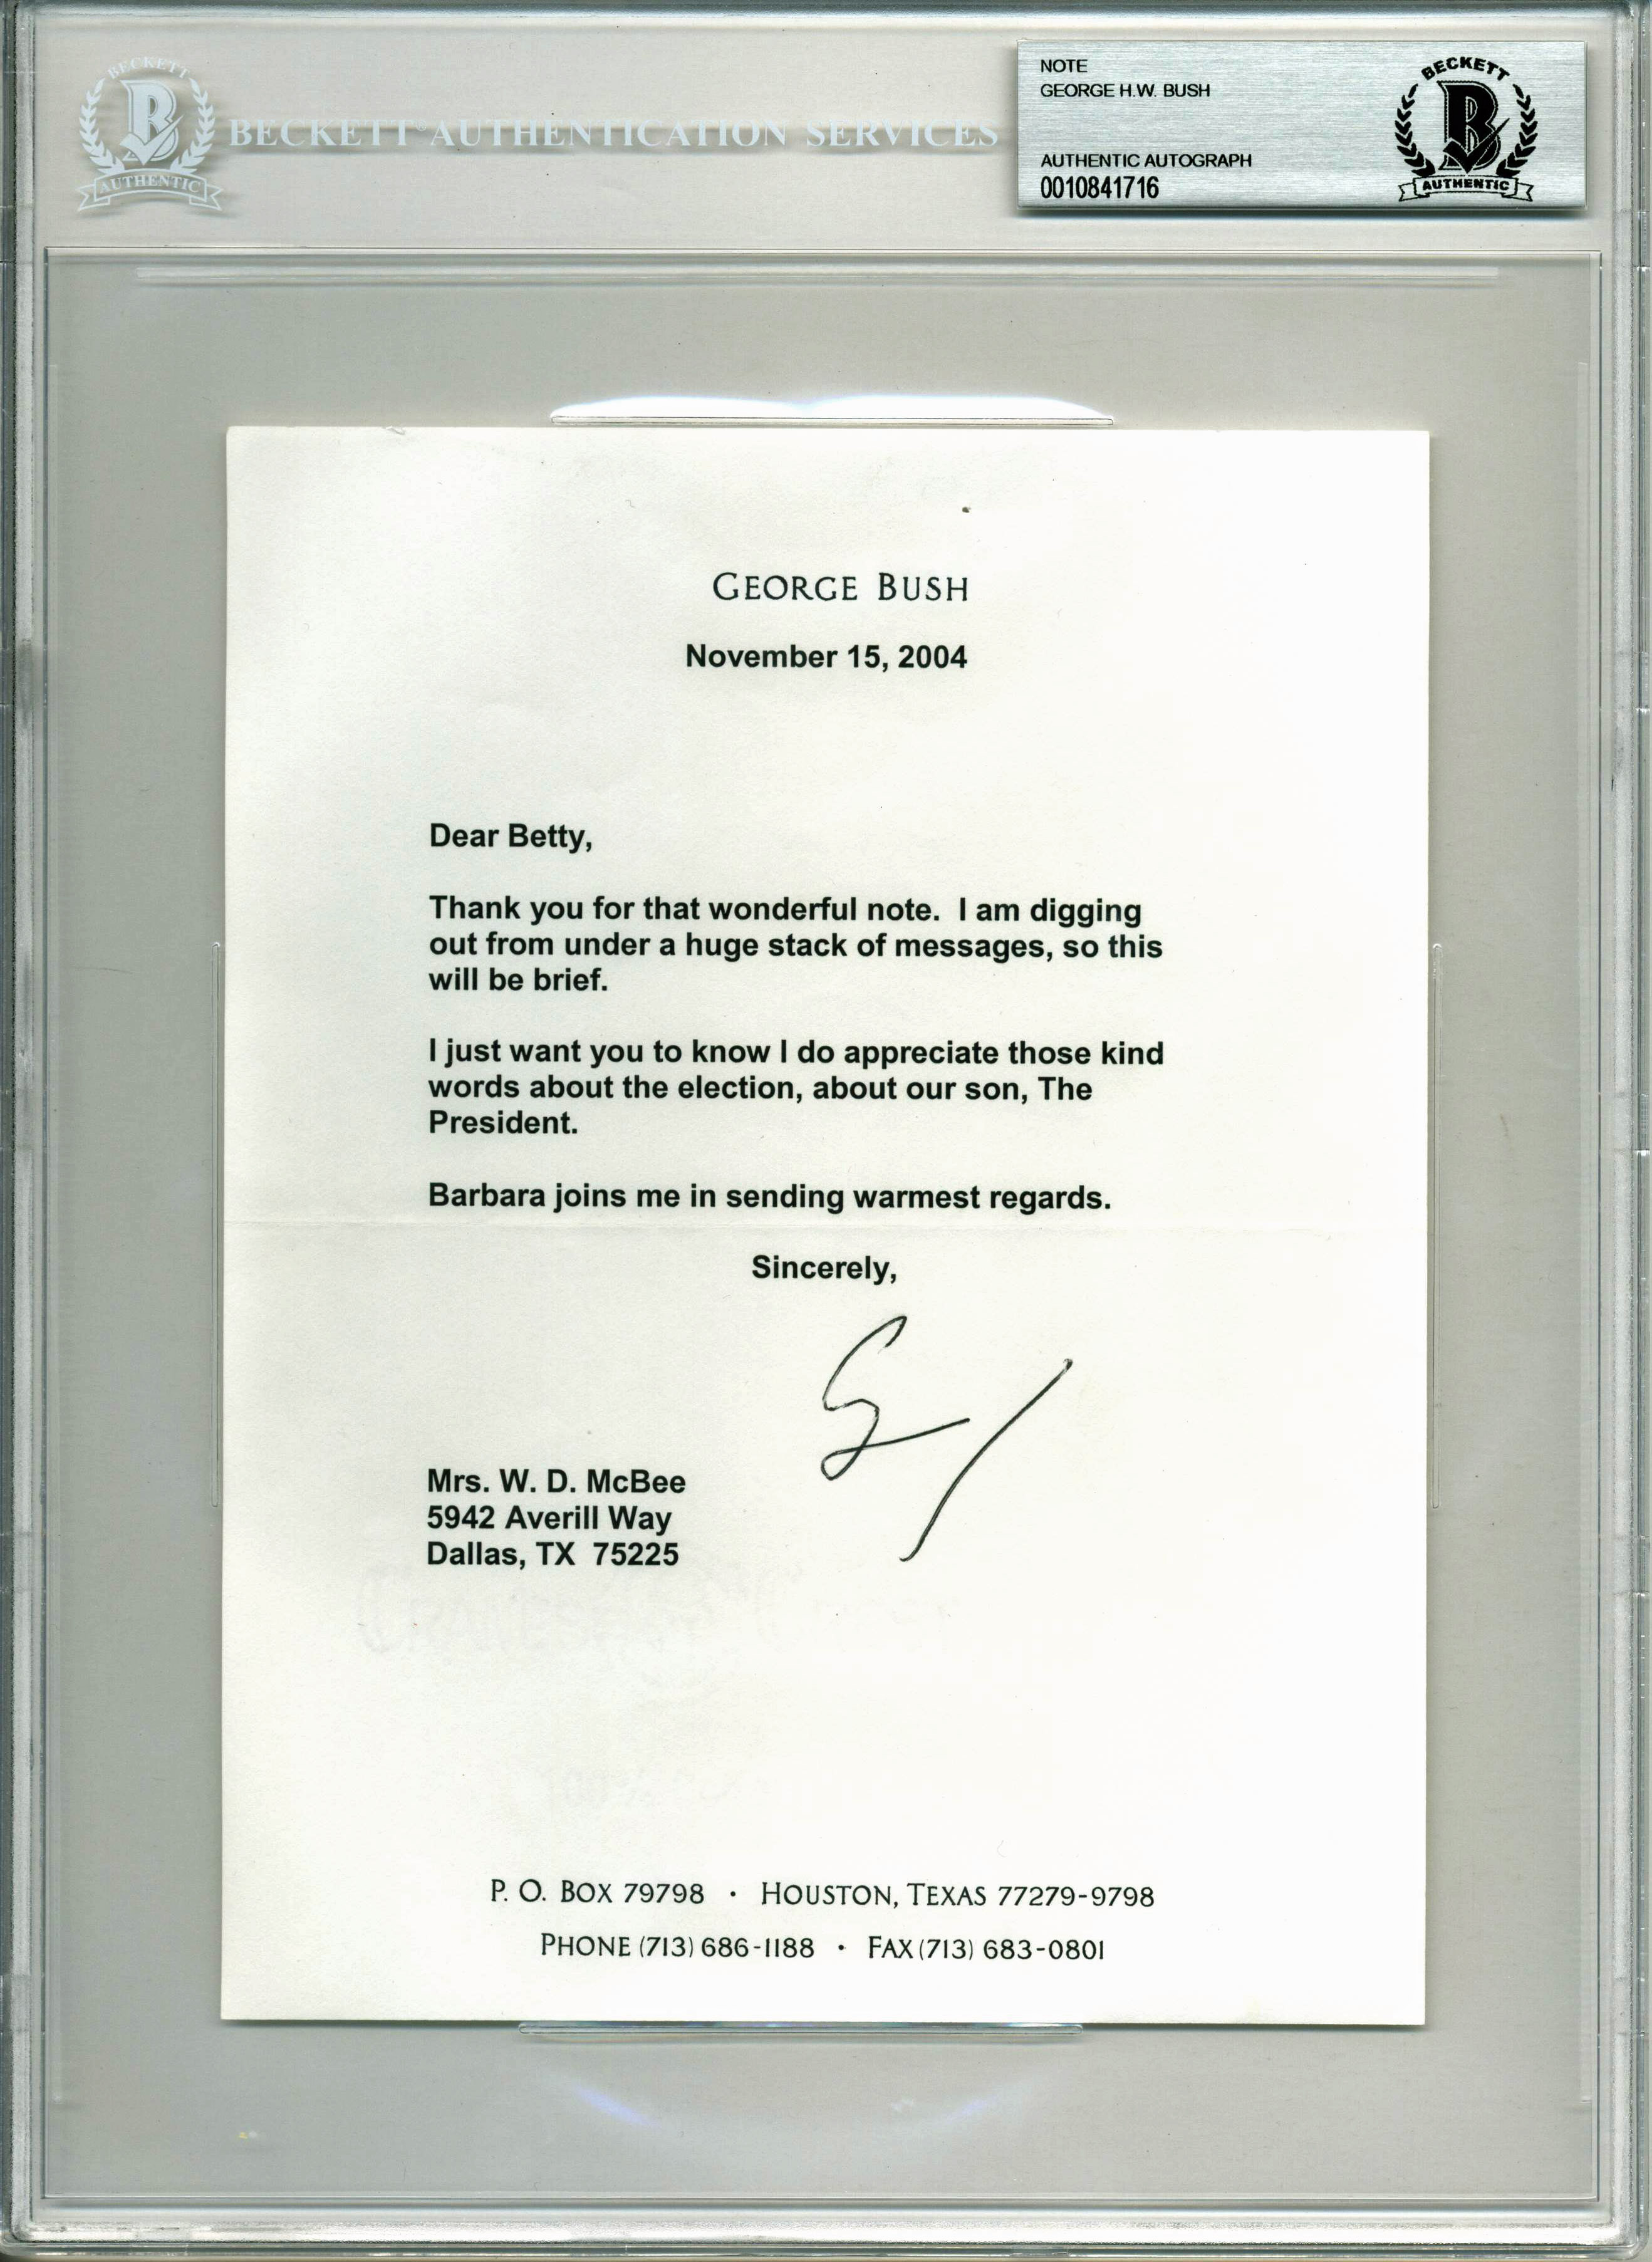 BECKETT
AUTHENTIC
BECKETT© AUTHENTICATION SERVICES
NOTE
GEORGE H.W. BUSH
AUTHENTIC AUTOGRAPH
0010841716
BECKETT
B
AUTHENTIC
GEORGE BUSH
November 15, 2004
Dear Betty,
Thank you for that wonderful note. I am digging
out from under a huge stack of messages, so this
will be brief.
I just want you to know I do appreciate those kind
words about the election, about our son, The
President.
Barbara joins me in sending warmest regards.
Sincerely,
Mrs. W. D. McBee
5942 Averill Way
Dallas, TX 75225
P. O. BOX 79798 • HOUSTON, TEXAS 77279-9798
PHONE (713) 686-1188 • FAX (713) 683-0801